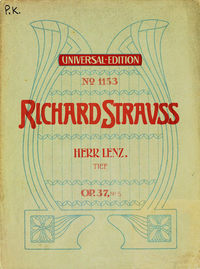 P.K.
UNIVERSAL-EDITION
No 1153
RICHARD STRAUSS
HERR LENZ.
TIEF
OP. 37, No 5